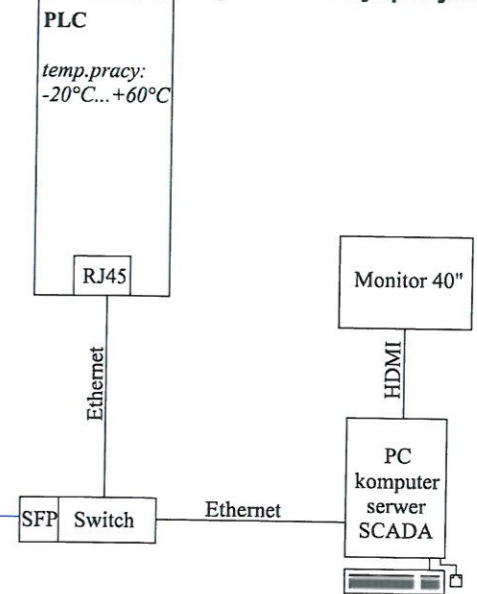 PLC
temp.pracy:
-20°C...+60°C
RJ45
Monitor 40"
Ethernet
HDMI
PC
komputer
serwer
SCADA
SFP
Switch
Ethernet